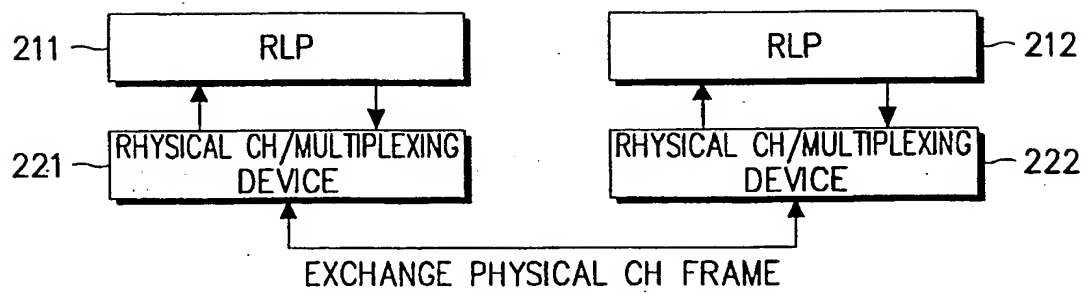 211 RLP RLP 212
221 RHYSICAL CH/MULTIPLEXING DEVICE RHYSICAL CH/MULTIPLEXING DEVICE 222
EXCHANGE PHYSICAL CH FRAME